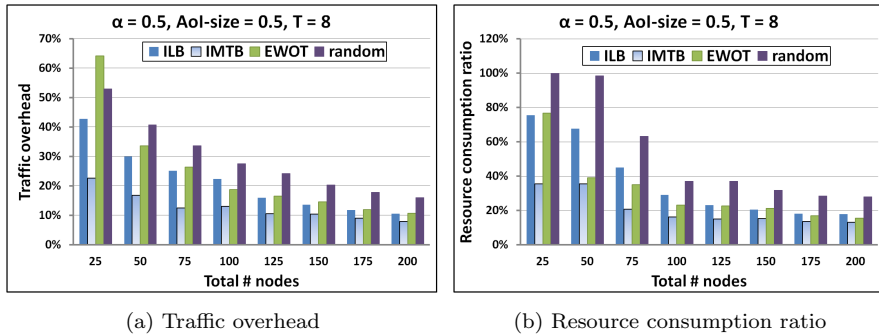 α = 0.5, AoI-size = 0.5, T = 8
70%
60%
50%
40%
30%
20%
10%
0%
Traffic overhead
ILB IMTB EWOT random
25 50 75 100 125 150 175 200
Total # nodes
(a) Traffic overhead
α = 0.5, AoI-size = 0.5, T = 8
120%
100%
80%
60%
40%
20%
0%
Resource consumption ratio
ILB IMTB EWOT random
25 50 75 100 125 150 175 200
Total # nodes
(b) Resource consumption ratio